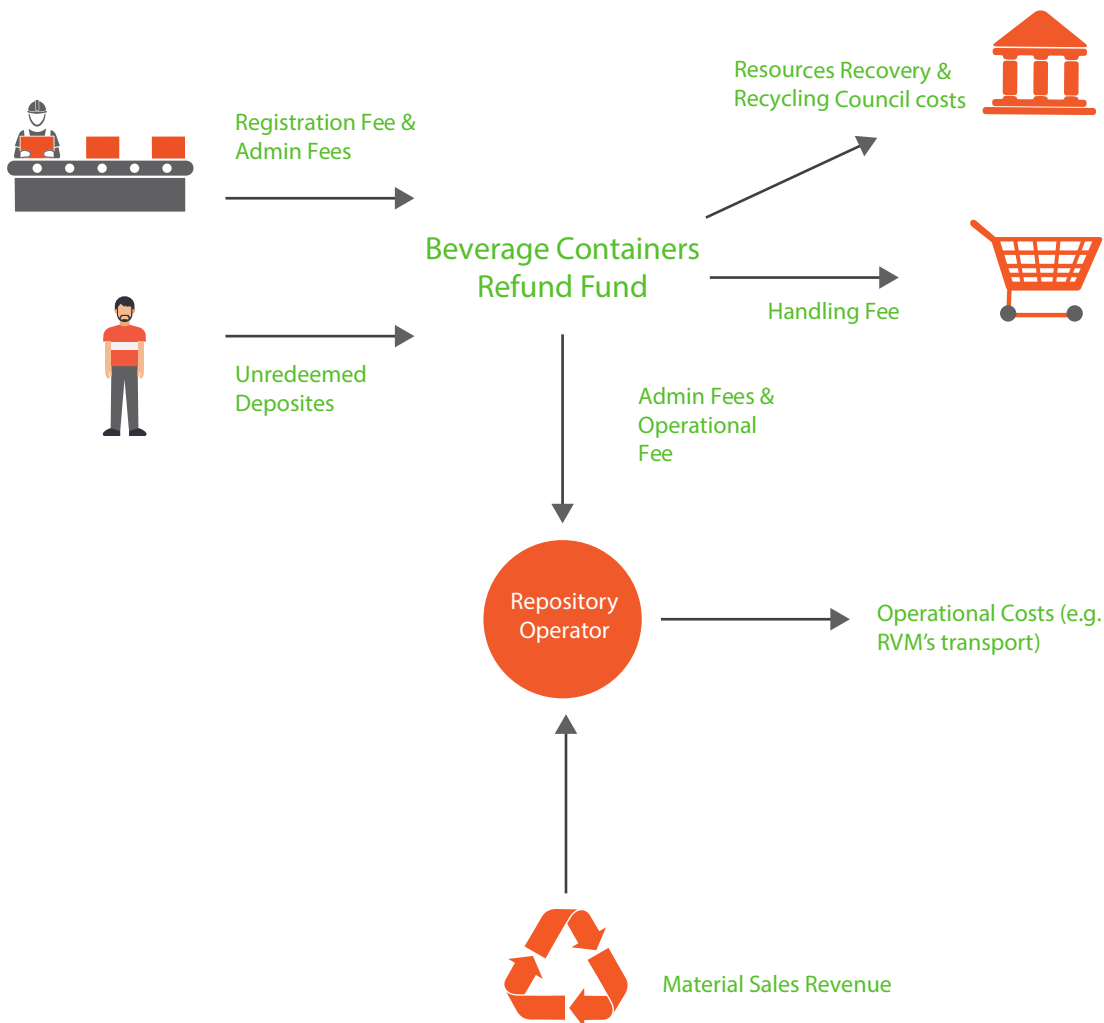 Resources Recovery &
Recycling Council costs
Registration Fee &
Admin Fees
Beverage Containers
Refund Fund
Handling Fee
Unredeemed
Deposites
Admin Fees &
Operational
Fee
Repository
Operator
Operational Costs (e.g.
RVM's transport)
Material Sales Revenue